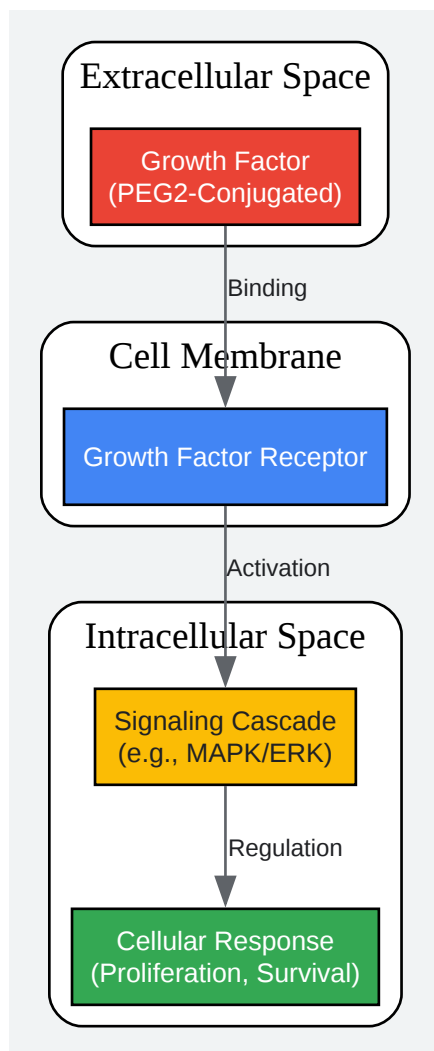 Extracellular Space
Growth Factor
(PEG2-Conjugated)
Binding
Cell Membrane
Growth Factor Receptor
Activation
Intracellular Space
Signaling Cascade
(e.g., MAPK/ERK)
Regulation
Cellular Response
(Proliferation, Survival)